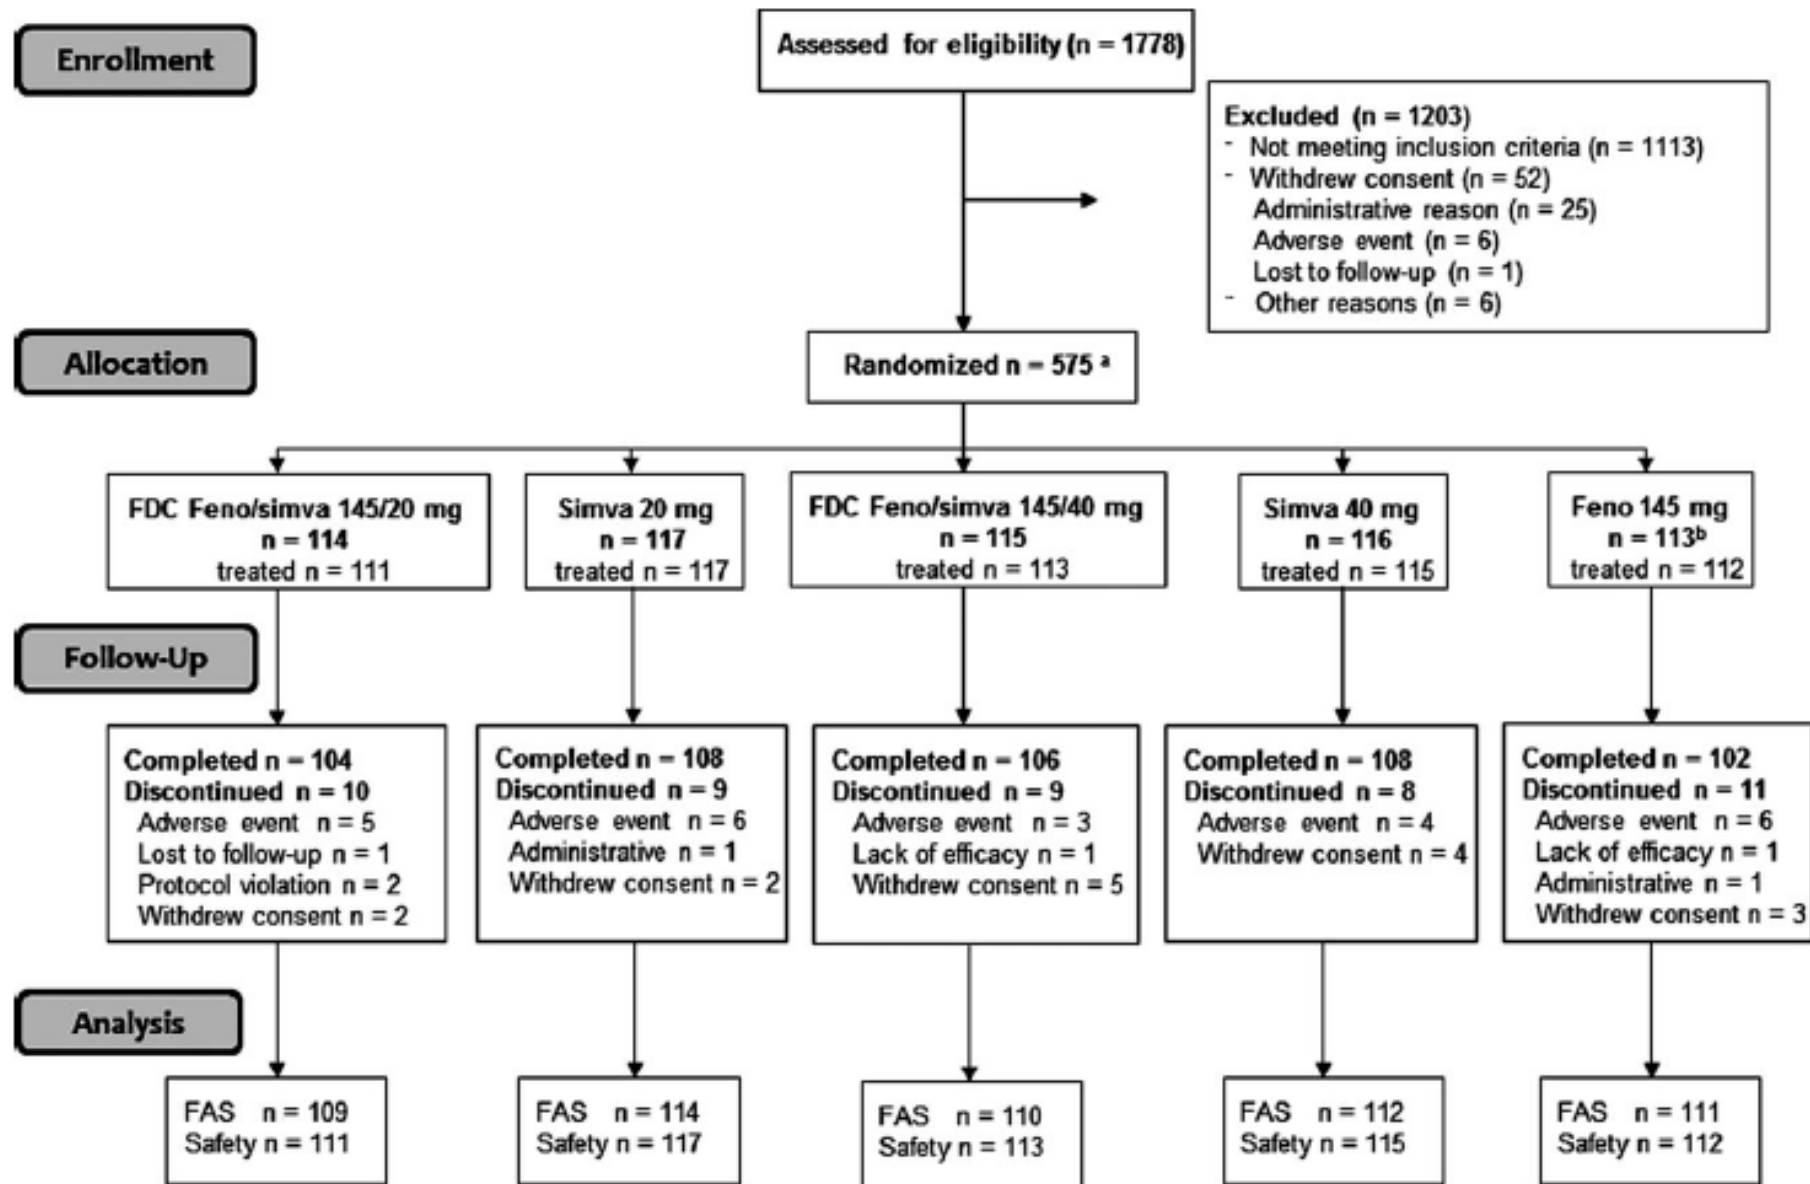 Enrollment
Assessed for eligibility (n = 1778)
Excluded (n = 1203)
- Not meeting inclusion criteria (n = 1113)
- Withdrew consent (n = 52)
Administrative reason (n = 25)
Adverse event (n = 6)
Lost to follow-up (n = 1)
- Other reasons (n = 6)
Allocation
Randomized n = 575 a
FDC Feno/simva 145/20 mg
n = 114
treated n = 111
Simva 20 mg
n = 117
treated n = 117
FDC Feno/simva 145/40 mg
n = 115
treated n = 113
Simva 40 mg
n = 116
treated n = 115
Feno 145 mg
n = 113b
treated n = 112
Follow-Up
Completed n = 104
Discontinued n = 10
Adverse event n = 5
Lost to follow-up n = 1
Protocol violation n = 2
Withdrew consent n = 2
Completed n = 108
Discontinued n = 9
Adverse event n = 6
Administrative n = 1
Withdrew consent n = 2
Completed n = 106
Discontinued n = 9
Adverse event n = 3
Lack of efficacy n = 1
Withdrew consent n = 5
Completed n = 108
Discontinued n = 8
Adverse event n = 4
Withdrew consent n = 4
Completed n = 102
Discontinued n = 11
Adverse event n = 6
Lack of efficacy n = 1
Administrative n = 1
Withdrew consent n = 3
Analysis
FAS n = 109
Safety n = 111
FAS n = 114
Safety n = 117
FAS n = 110
Safety n = 113
FAS n = 112
Safety n = 115
FAS n = 111
Safety n = 112